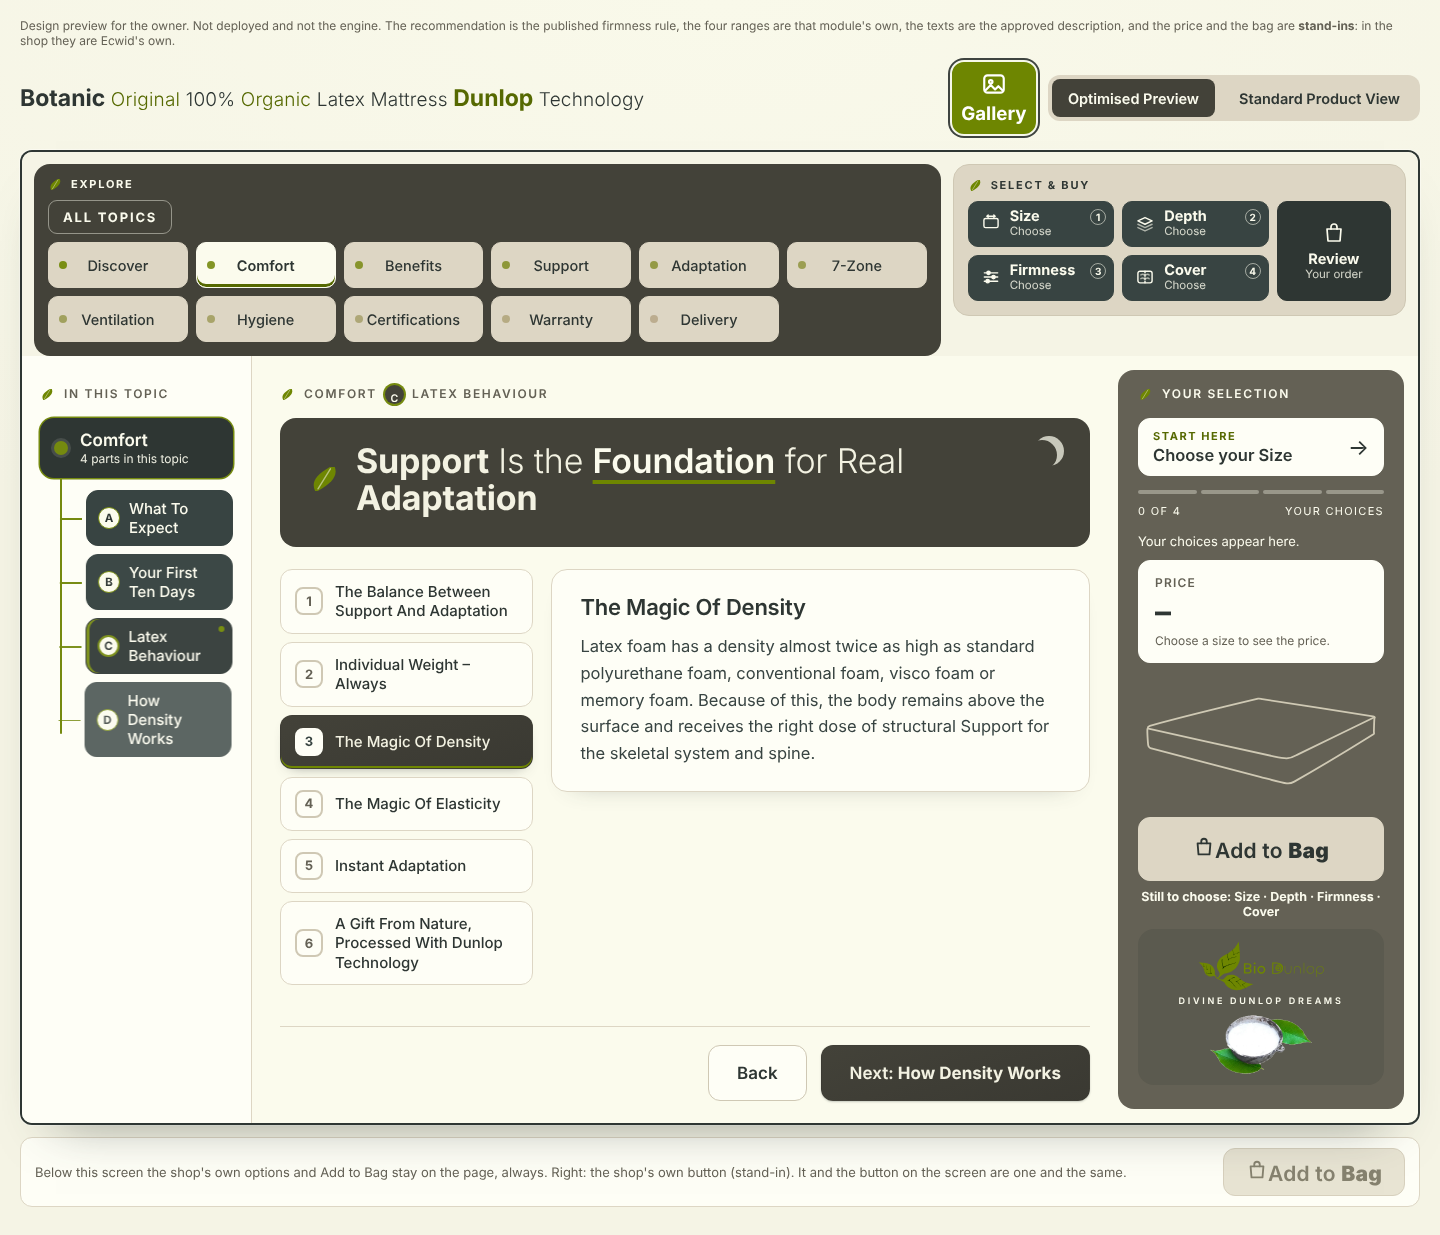 Design preview for the owner. Not deployed and not the engine. The recommendation is the published firmness rule, the four ranges are that module's own, the texts are the approved description, and the price and the bag are stand-ins: in the
shop they are Ecwid's own.
Botanic Original 100% Organic Latex Mattress Dunlop Technology
Gallery
Optimised Preview
Standard Product View
EXPLORE
ALL TOPICS
Discover
Comfort
Benefits
Support
Adaptation
7-Zone
Ventilation
Hygiene
Certifications
Warranty
Delivery
SELECT & BUY
Size
Choose
1
Depth
Choose
2
Firmness
Choose
3
Cover
Choose
4
Review
Your order
IN THIS TOPIC
Comfort
4 parts in this topic
A
What To
Expect
B
Your First
Ten Days
C
Latex
Behaviour
D
How
Density
Works
COMFORT C LATEX BEHAVIOUR
Support Is the Foundation for Real
Adaptation
1
The Balance Between
Support And Adaptation
2
Individual Weight –
Always
3
The Magic Of Density
4
The Magic Of Elasticity
5
Instant Adaptation
6
A Gift From Nature,
Processed With Dunlop
Technology
The Magic Of Density
Latex foam has a density almost twice as high as standard
polyurethane foam, conventional foam, visco foam or
memory foam. Because of this, the body remains above the
surface and receives the right dose of structural Support for
the skeletal system and spine.
Back
Next: How Density Works
YOUR SELECTION
START HERE
Choose your Size
0 OF 4
YOUR CHOICES
Your choices appear here.
PRICE
–
Choose a size to see the price.
Add to Bag
Still to choose: Size · Depth · Firmness ·
Cover
Bio Dunlop
DIVINE DUNLOP DREAMS
Below this screen the shop's own options and Add to Bag stay on the page, always. Right: the shop's own button (stand-in). It and the button on the screen are one and the same.
Add to Bag